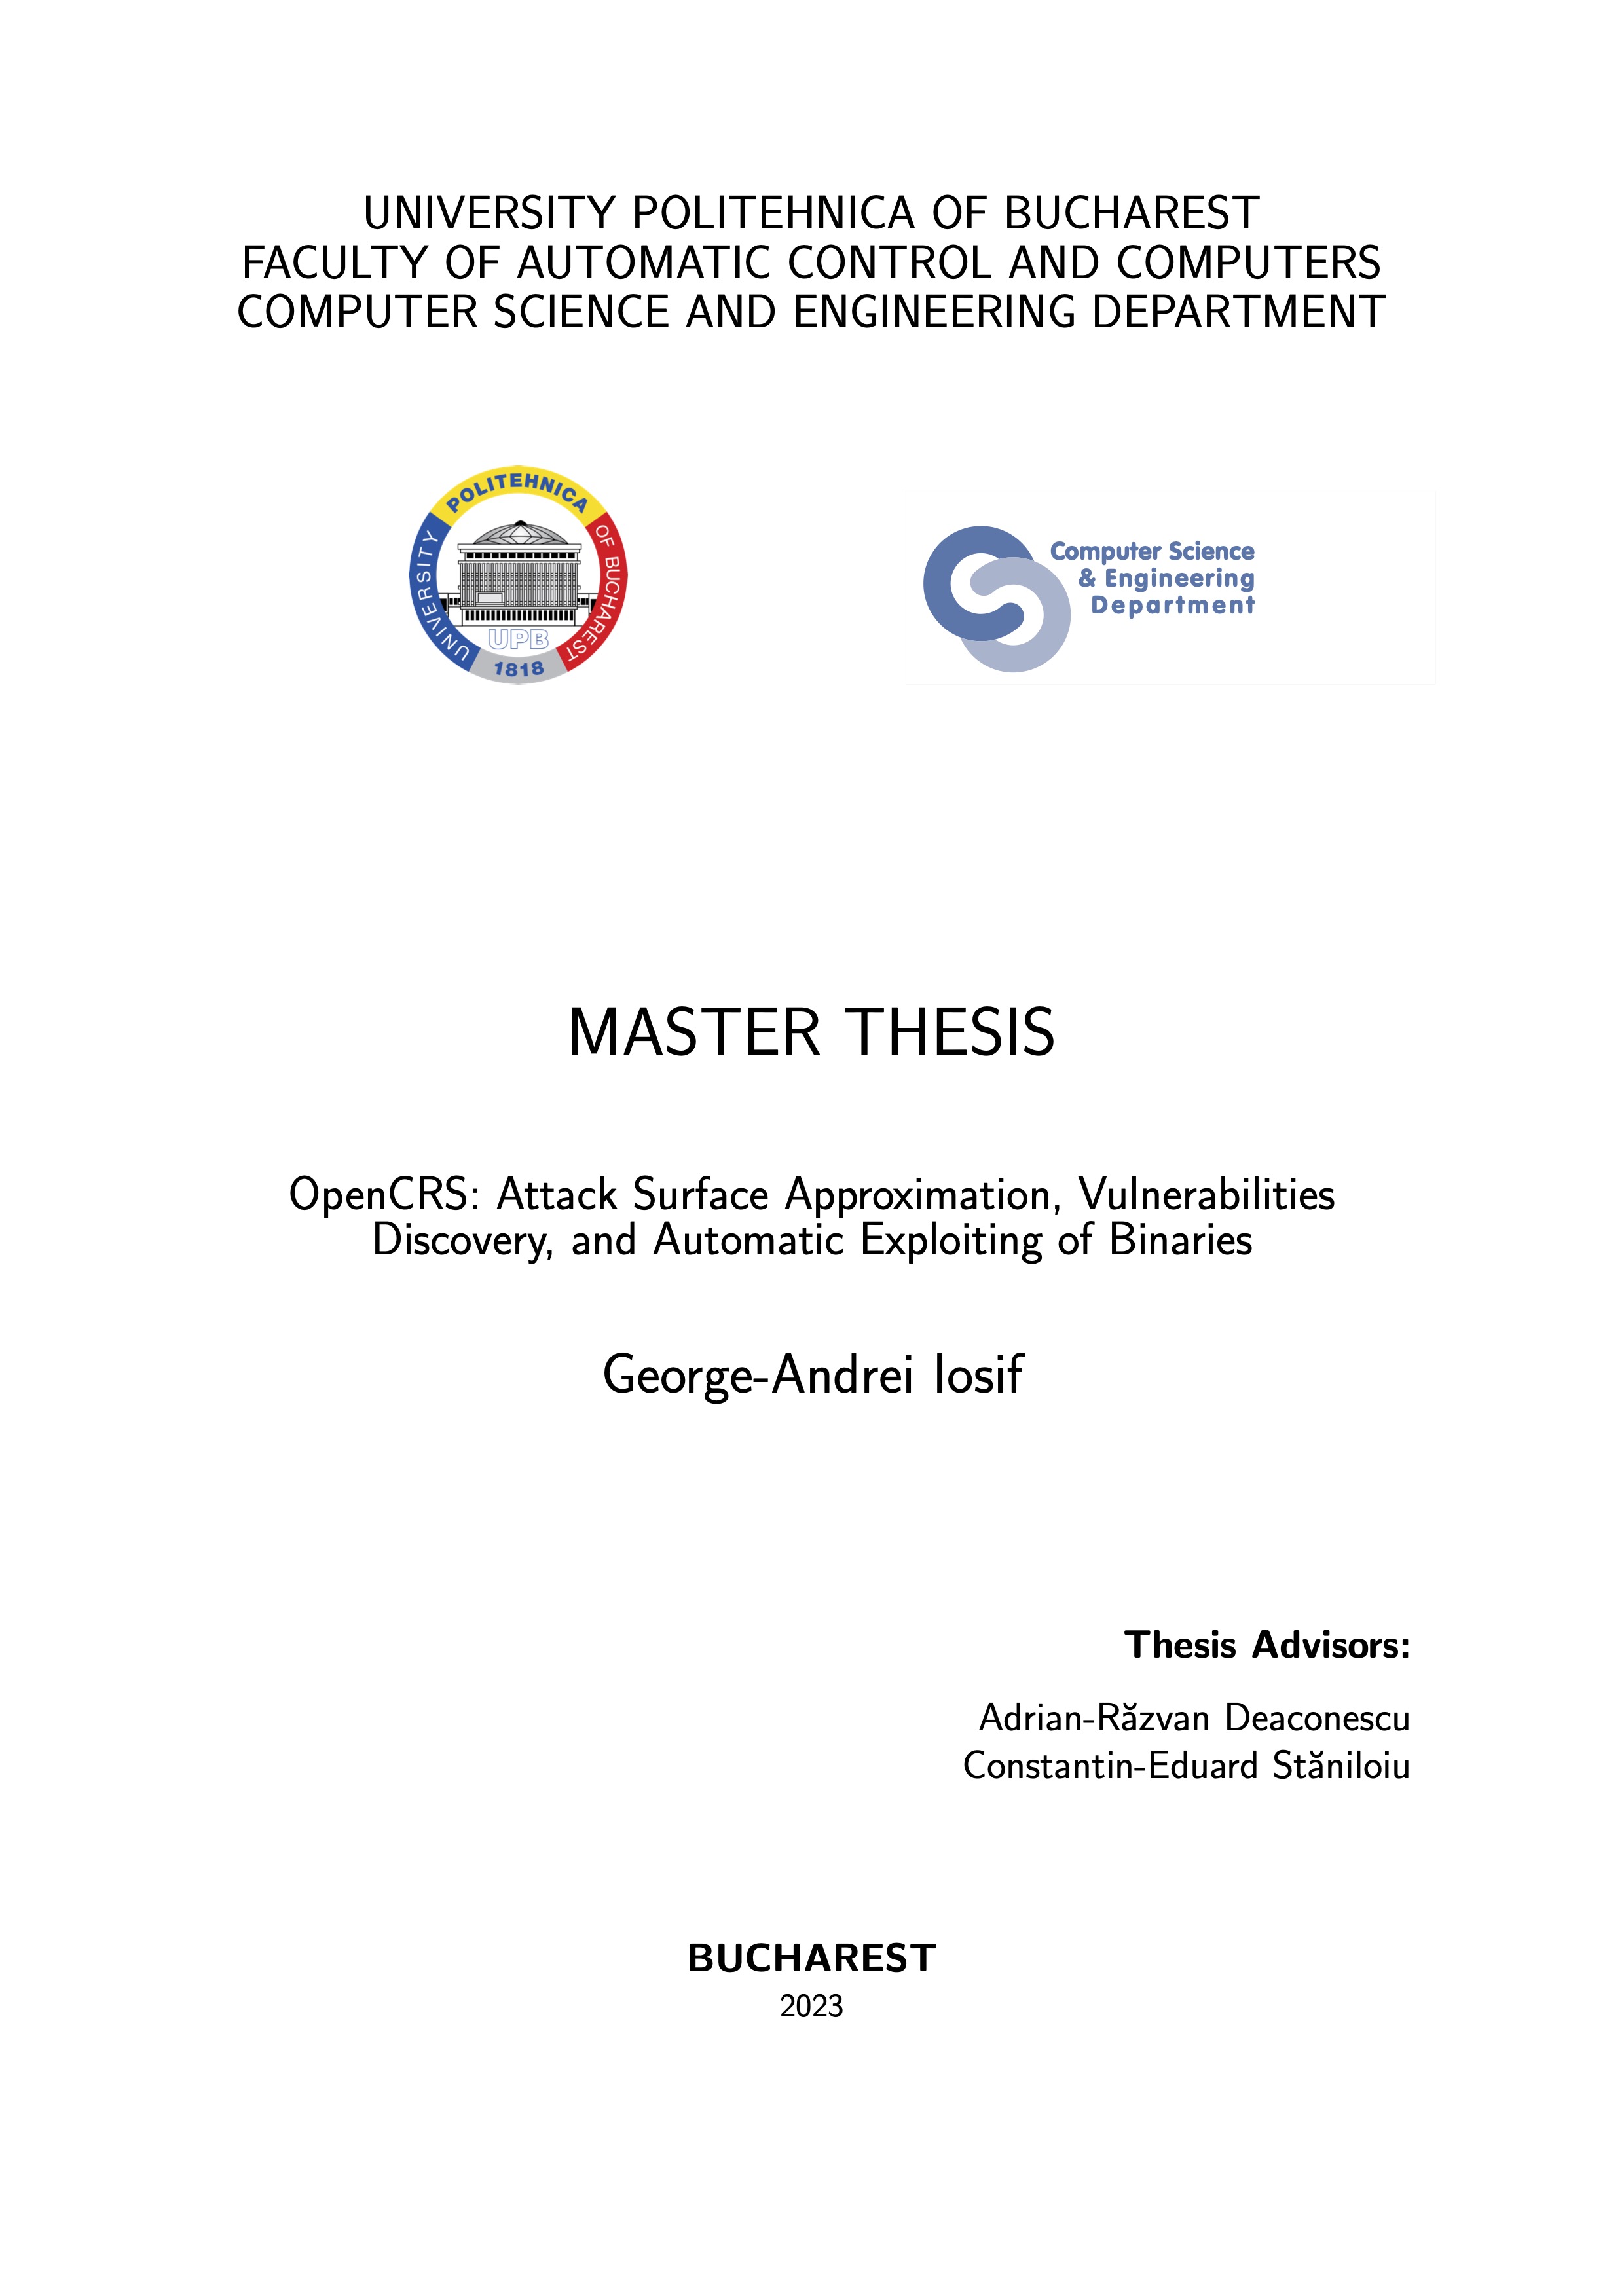 UNIVERSITY POLITEHNICA OF BUCHAREST
FACULTY OF AUTOMATIC CONTROL AND COMPUTERS
COMPUTER SCIENCE AND ENGINEERING DEPARTMENT
UNIVERSITY POLITEHNICA OF BUCHAREST
UPB
1818
Computer Science
& Engineering
Department
MASTER THESIS
OpenCRS: Attack Surface Approximation, Vulnerabilities
Discovery, and Automatic Exploiting of Binaries
George-Andrei Iosif
Thesis Advisors:
Adrian-Răzvan Deaconescu
Constantin-Eduard Stăniloiu
BUCHAREST
2023